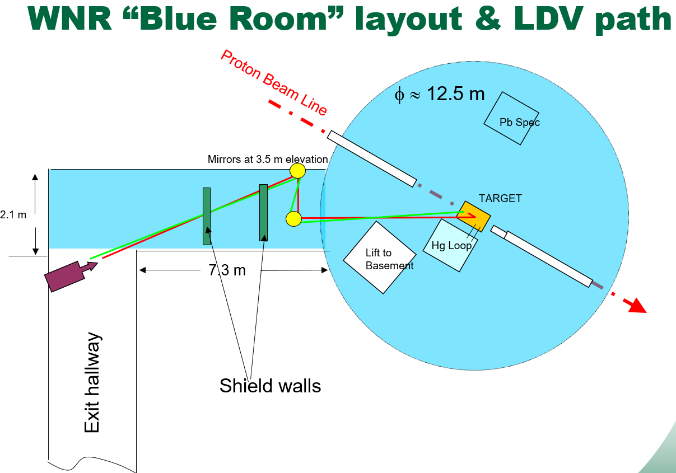 WNR “Blue Room” layout & LDV path
Proton Beam Line
ϕ ≈ 12.5 m
Pb Spec
Mirrors at 3.5 m elevation
2.1 m
TARGET
Hg Loop
Lift to
Basement
7.3 m
Shield walls
Exit hallway